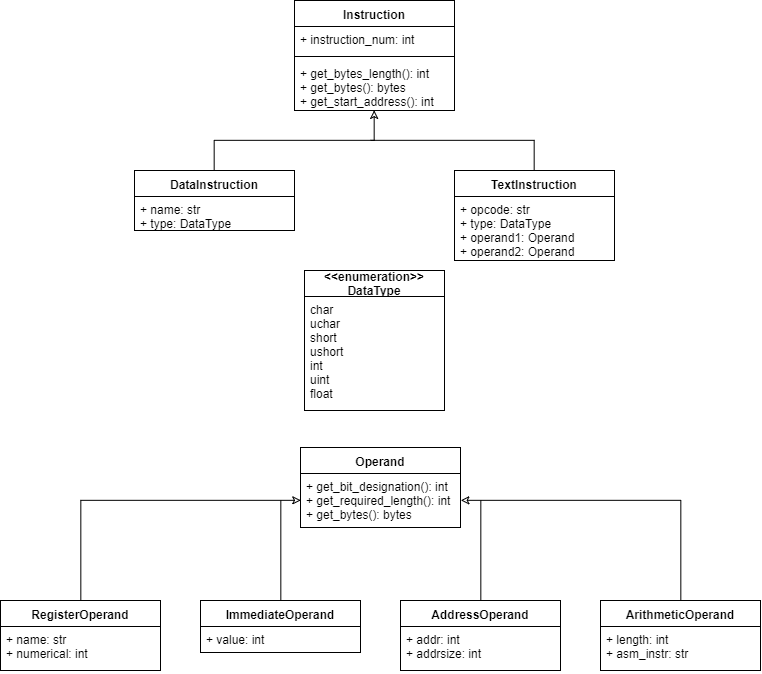 Instruction
+ instruction_num: int
+ get_bytes_length(): int
+ get_bytes(): bytes
+ get_start_address(): int
DataInstruction
+ name: str
+ type: DataType
TextInstruction
+ opcode: str
+ type: DataType
+ operand1: Operand
+ operand2: Operand
<<enumeration>>
DataType
char
uchar
short
ushort
int
uint
float
Operand
+ get_bit_designation(): int
+ get_required_length(): int
+ get_bytes(): bytes
RegisterOperand
+ name: str
+ numerical: int
ImmediateOperand
+ value: int
AddressOperand
+ addr: int
+ addrsize: int
ArithmeticOperand
+ length: int
+ asm_instr: str